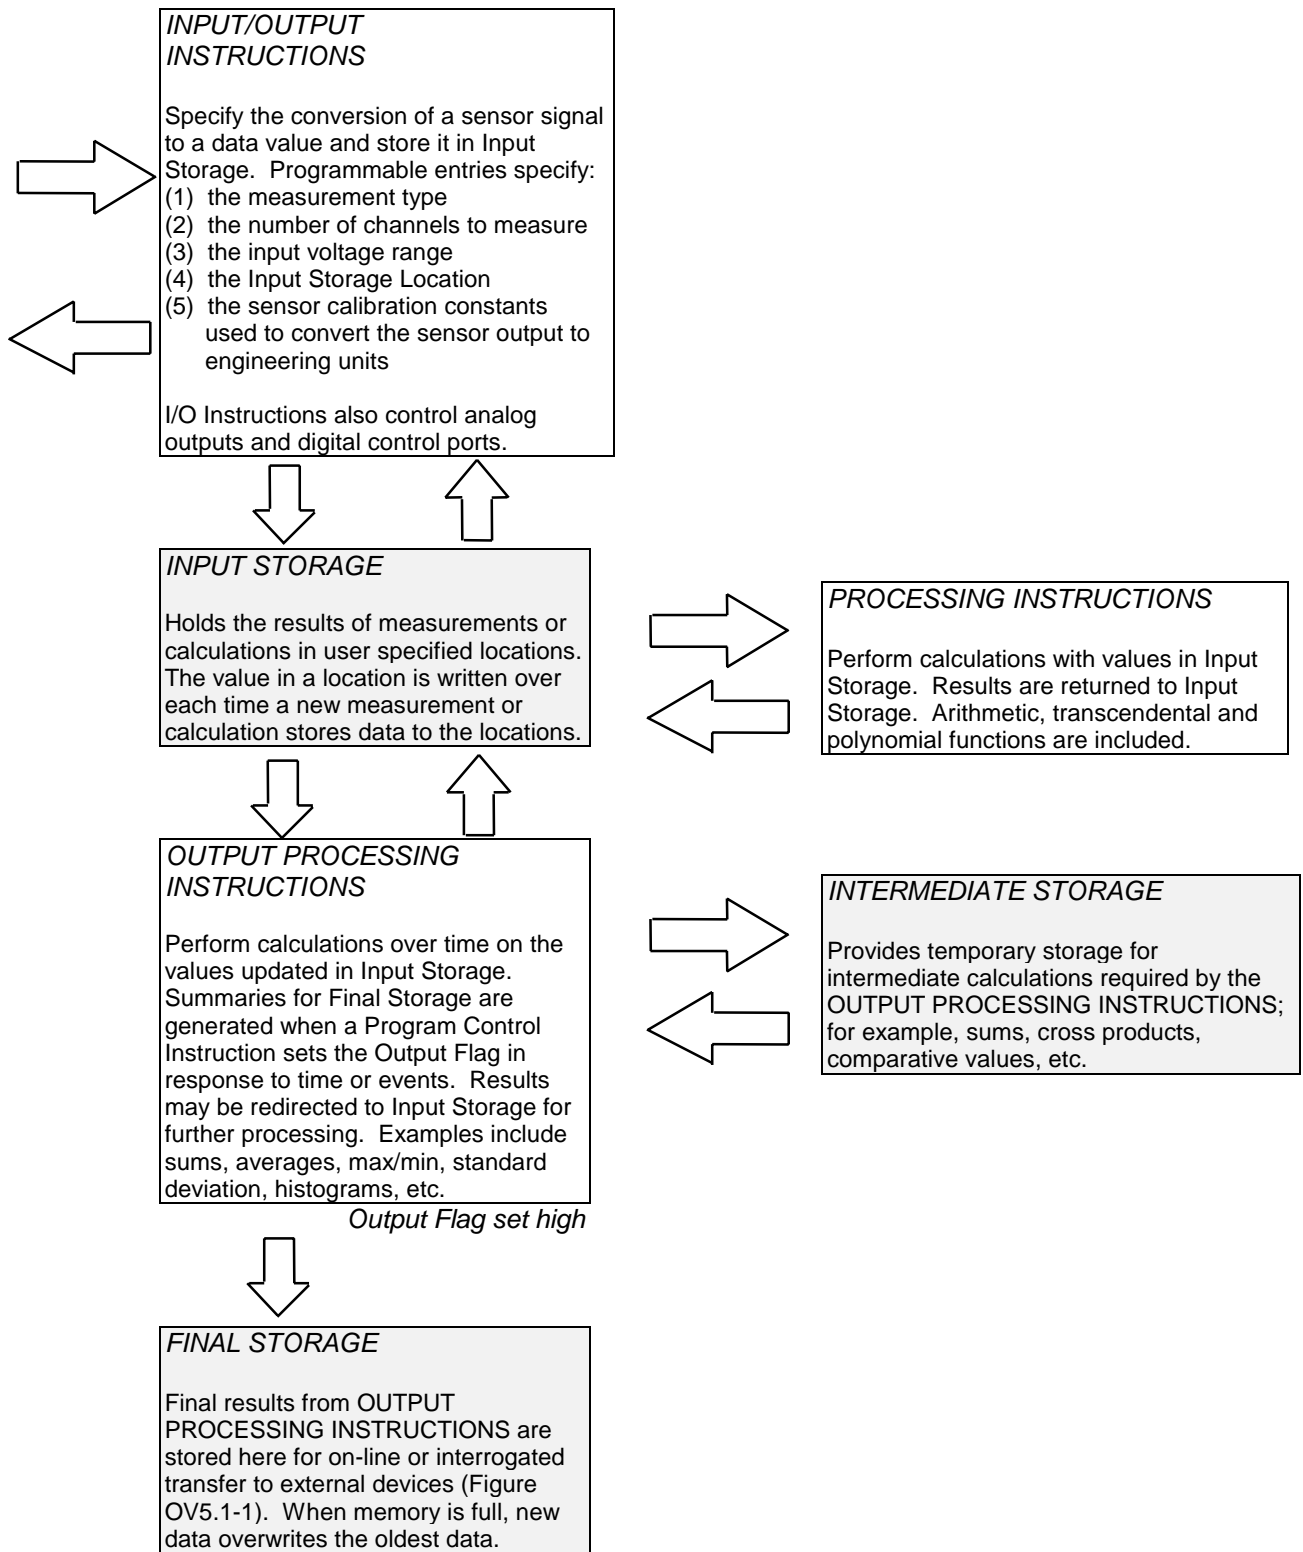 INPUT/OUTPUT
INSTRUCTIONS
Specify the conversion of a sensor signal
to a data value and store it in Input
Storage.  Programmable entries specify:
(1)  the measurement type
(2)  the number of channels to measure
(3)  the input voltage range
(4)  the Input Storage Location
(5)  the sensor calibration constants
used to convert the sensor output to
engineering units
I/O Instructions also control analog
outputs and digital control ports.
INPUT STORAGE
Holds the results of measurements or
calculations in user specified locations.
The value in a location is written over
each time a new measurement or
calculation stores data to the locations.
PROCESSING INSTRUCTIONS
Perform calculations with values in Input
Storage.  Results are returned to Input
Storage.  Arithmetic, transcendental and
polynomial functions are included.
OUTPUT PROCESSING
INSTRUCTIONS
Perform calculations over time on the
values updated in Input Storage.
Summaries for Final Storage are
generated when a Program Control
Instruction sets the Output Flag in
response to time or events.  Results
may be redirected to Input Storage for
further processing.  Examples include
sums, averages, max/min, standard
deviation, histograms, etc.
INTERMEDIATE STORAGE
Provides temporary storage for
intermediate calculations required by the
OUTPUT PROCESSING INSTRUCTIONS;
for example, sums, cross products,
comparative values, etc.
Output Flag set high
FINAL STORAGE
Final results from OUTPUT
PROCESSING INSTRUCTIONS are
stored here for on-line or interrogated
transfer to external devices (Figure
OV5.1-1).  When memory is full, new
data overwrites the oldest data.